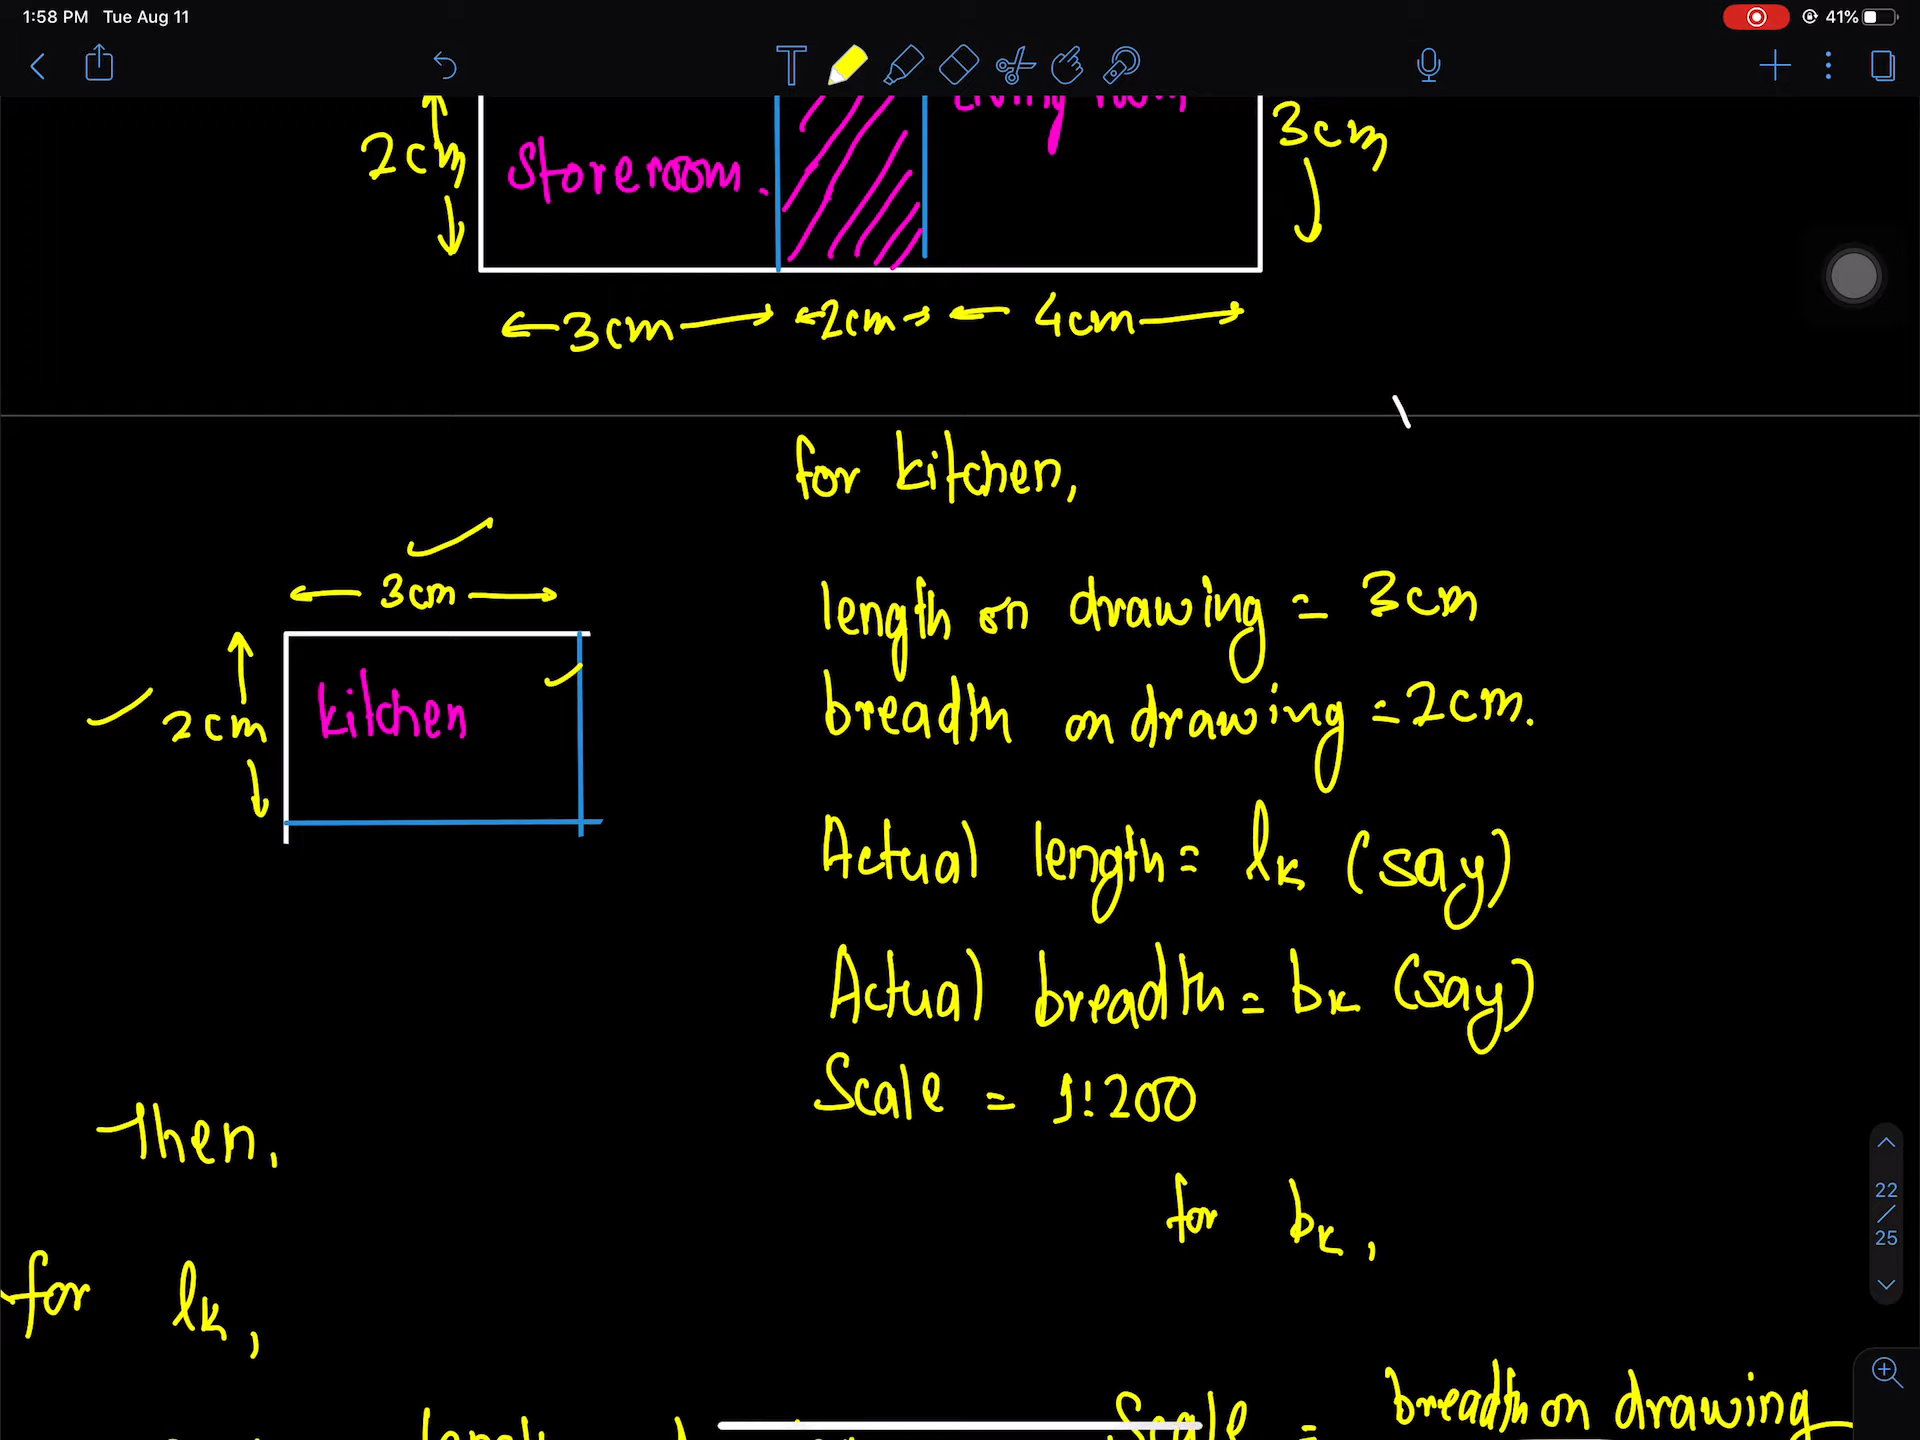 1:58 PM Tue Aug 11
41%
2cm
Storeroom.
3cm
3cm
2cm
4cm
for kitchen,
3cm
length on drawing = 3cm
2cm
kitchen
breadth on drawing = 2cm.
Actual length = lk (say)
Actual breadth = bk (say)
Scale = 1:200
Then,
for bk,
for lk,
22
/
25
Scale = breadth on drawing